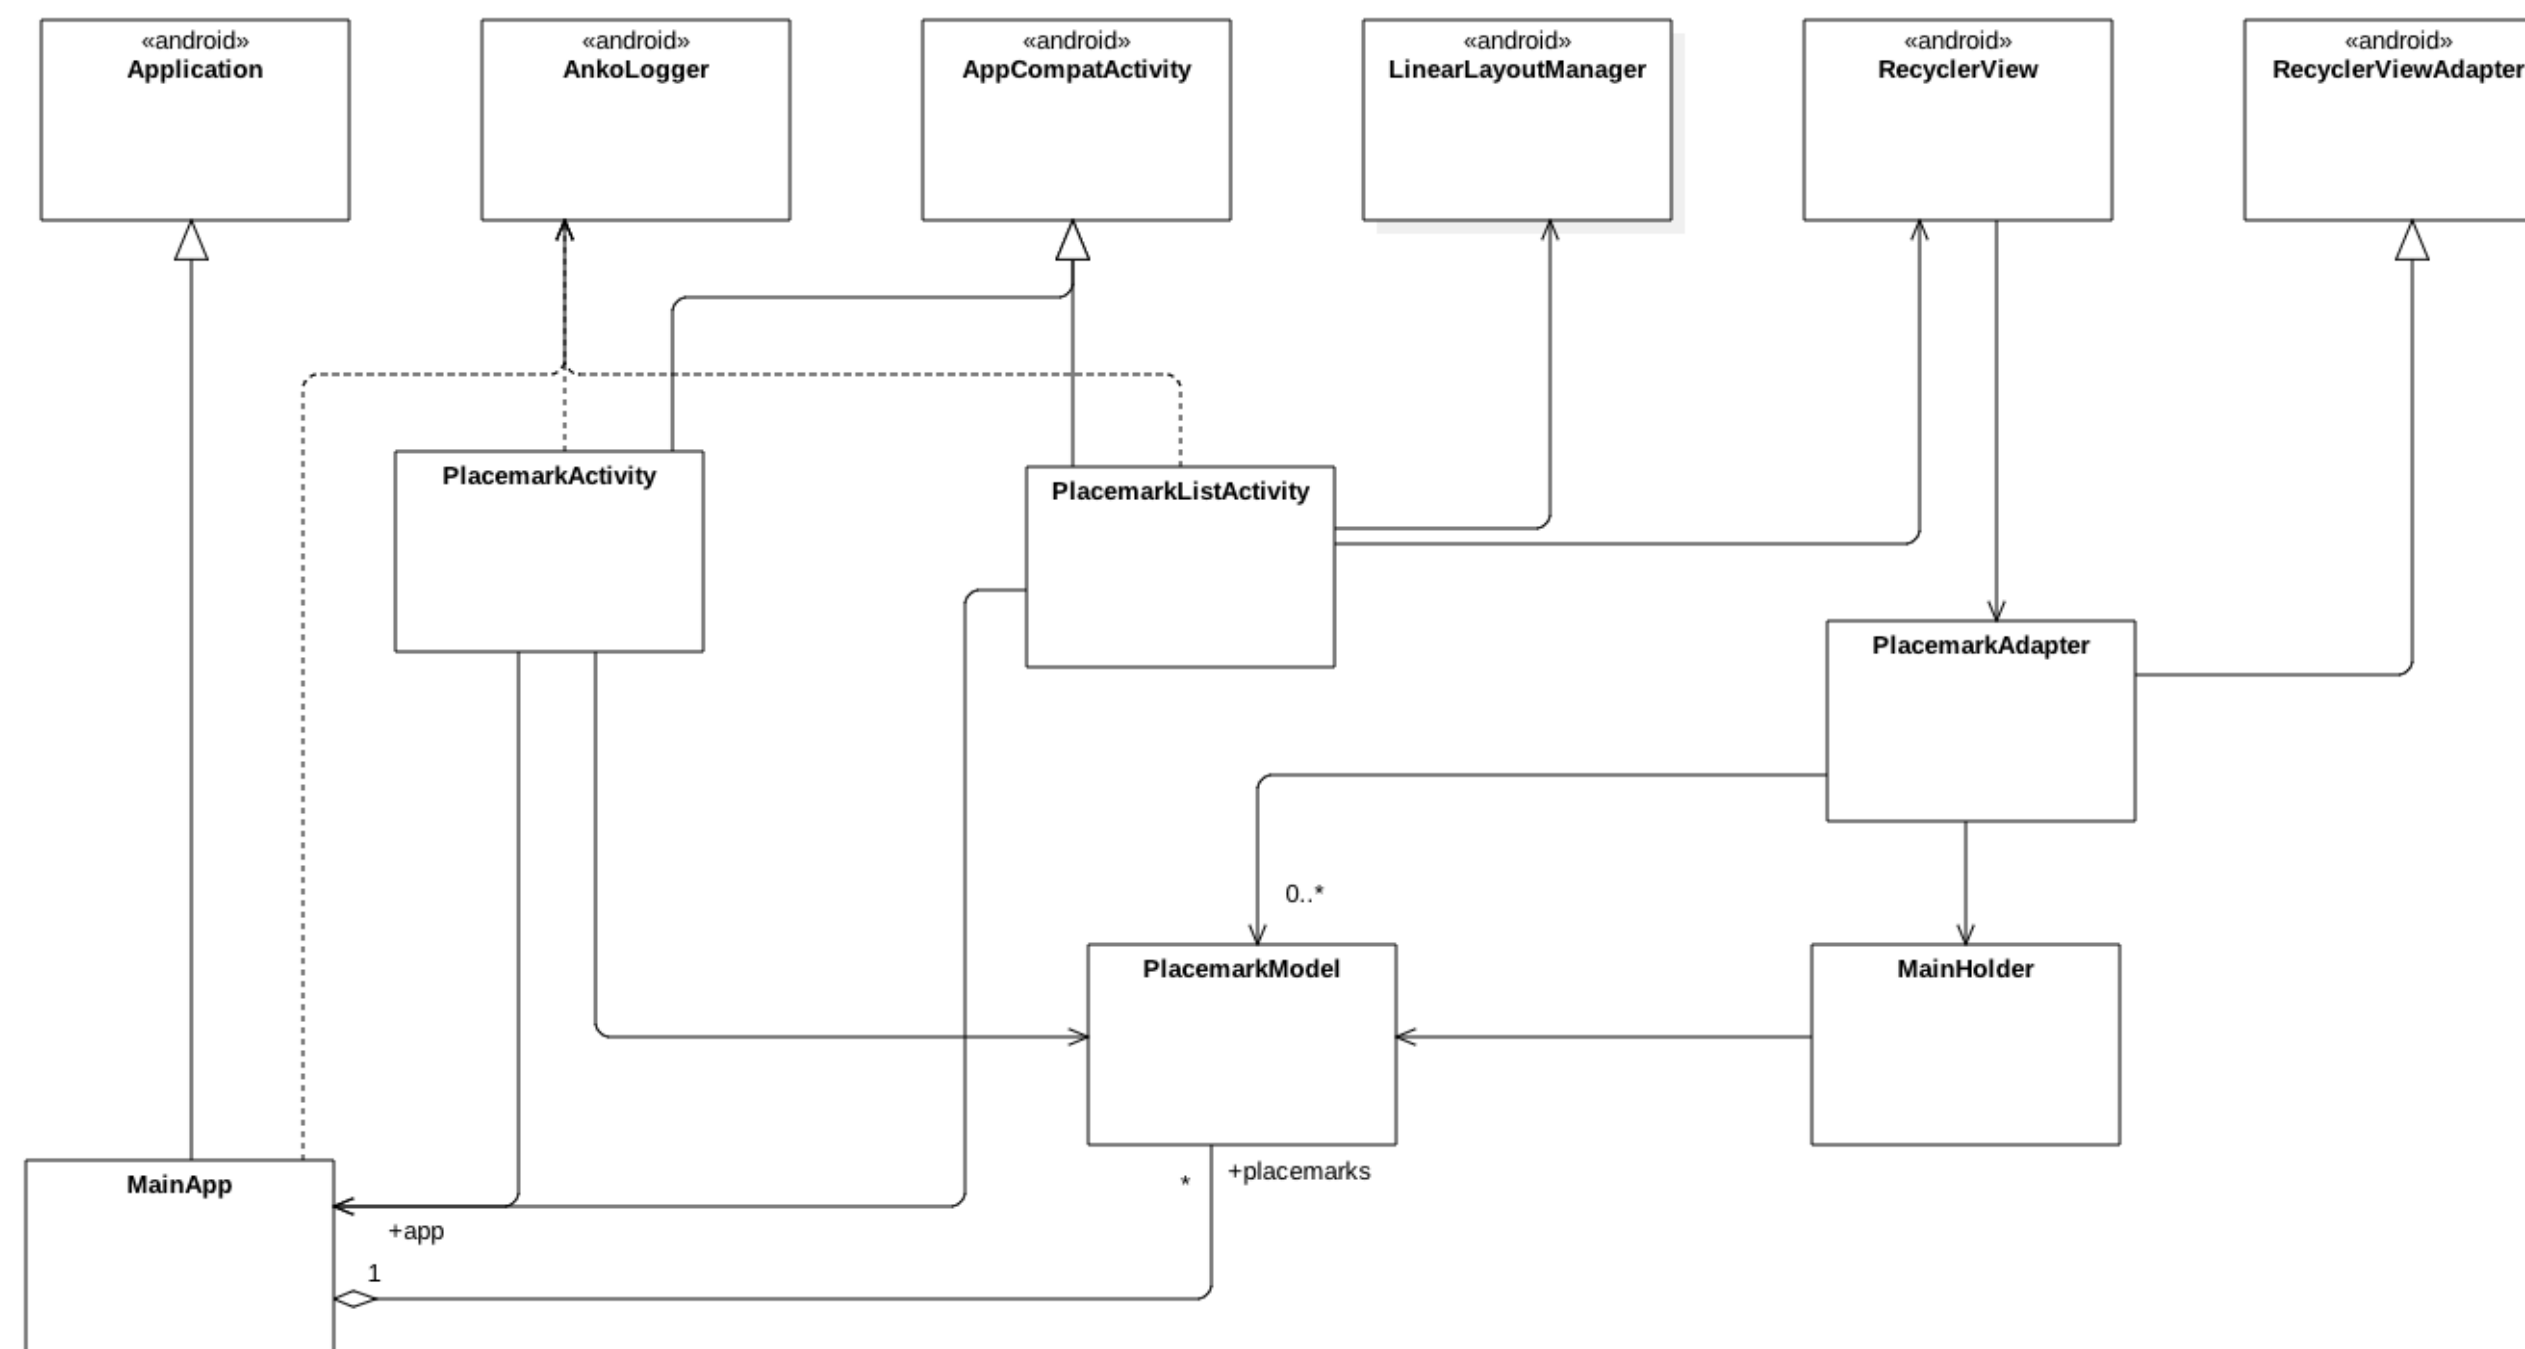 «android»
Application
«android»
AnkoLogger
«android»
AppCompatActivity
«android»
LinearLayoutManager
«android»
RecyclerView
«android»
RecyclerViewAdapter
PlacemarkActivity
PlacemarkListActivity
PlacemarkAdapter
0..*
PlacemarkModel
MainHolder
MainApp
+placemarks
*
+app
1